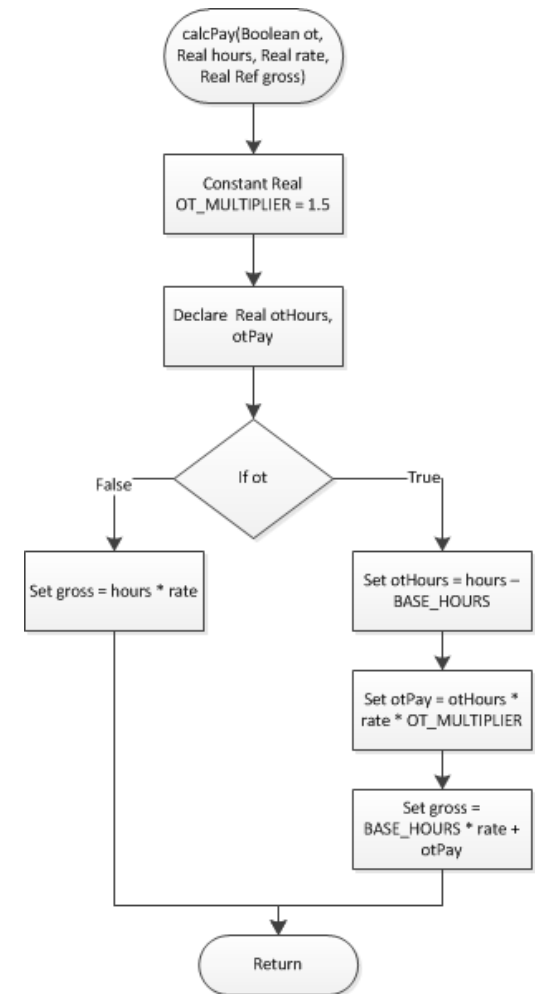 calcPay(Boolean ot,
Real hours, Real rate,
Real Ref gross)
Constant Real
OT_MULTIPLIER = 1.5
Declare  Real otHours,
otPay
If ot
False
True
Set gross = hours * rate
Set otHours = hours –
BASE_HOURS
Set otPay = otHours *
rate * OT_MULTIPLIER
Set gross =
BASE_HOURS * rate +
otPay
Return